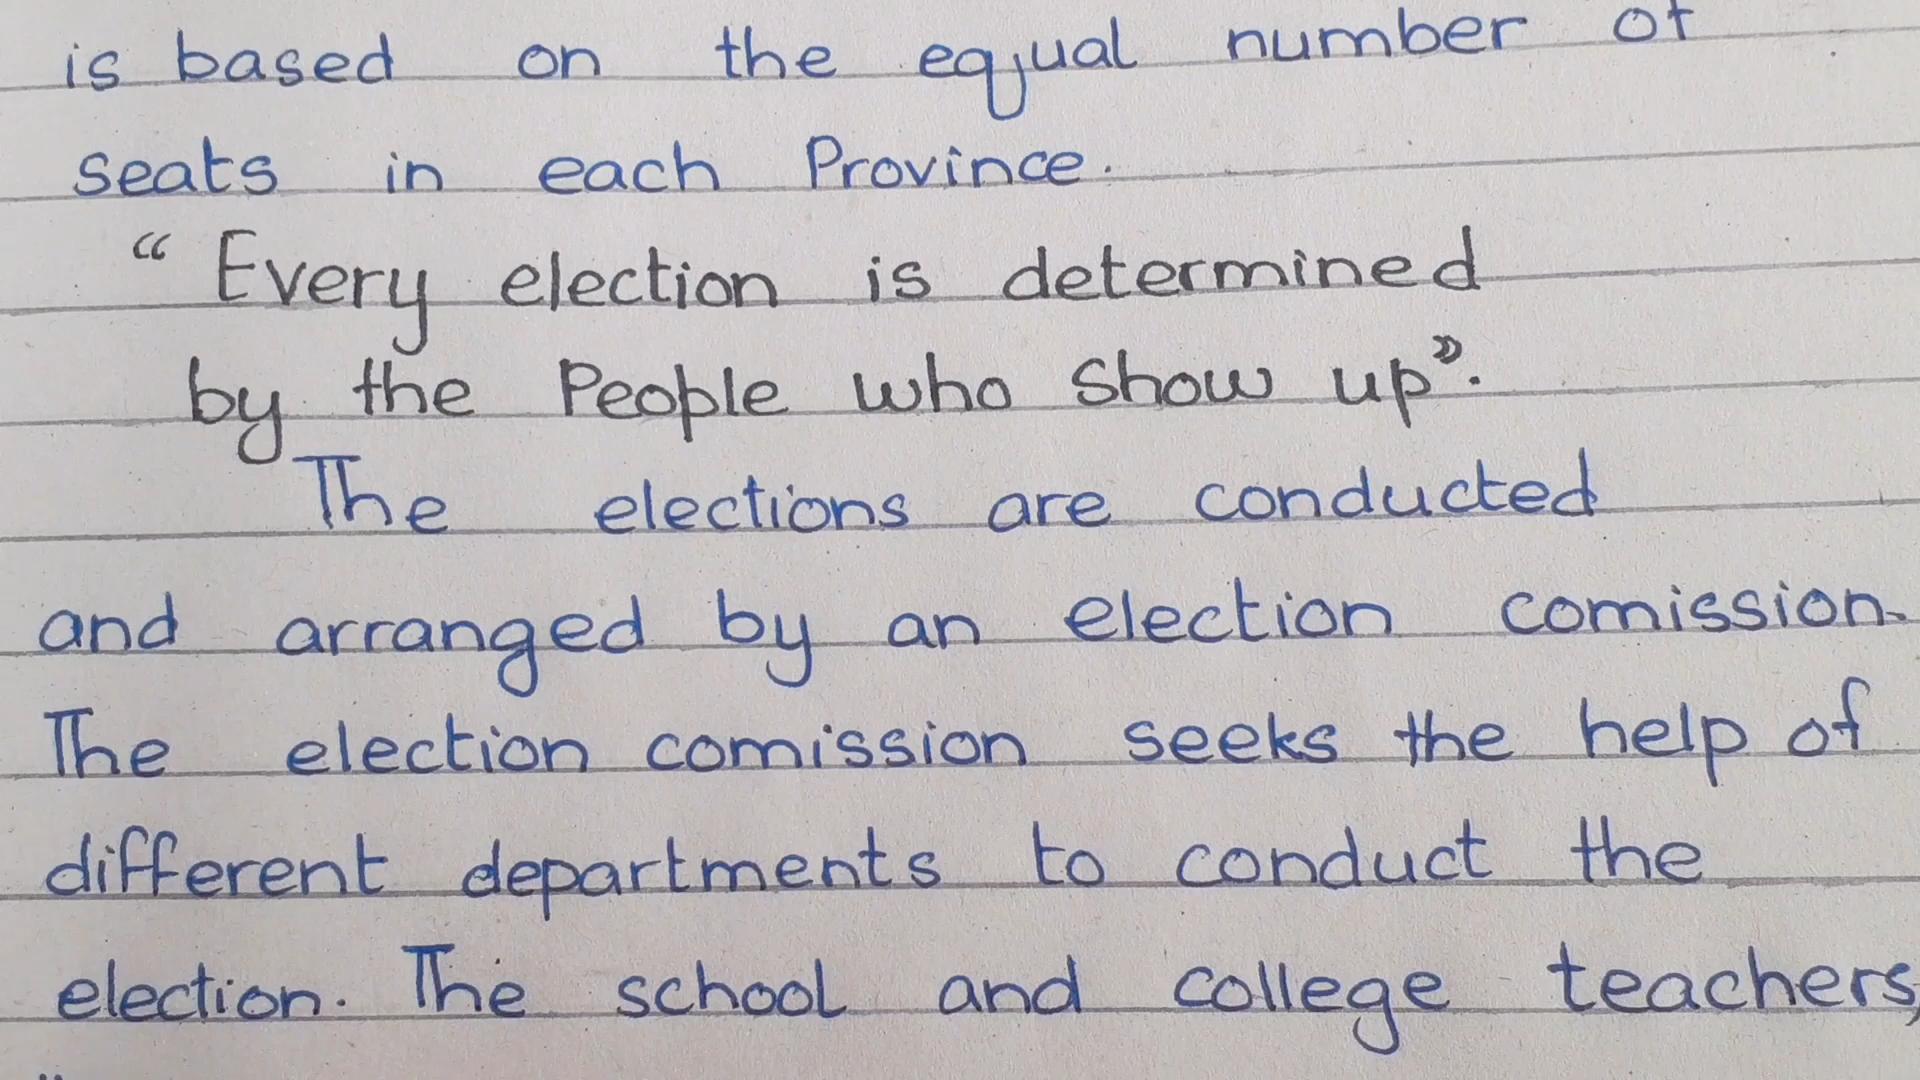 is based on the equal number of
seats in each Province.
“Every election is determined
by the People who show up”.
The elections are conducted
and arranged by an election comission.
The election comission seeks the help of
different departments to conduct the
election. The school and college teachers,